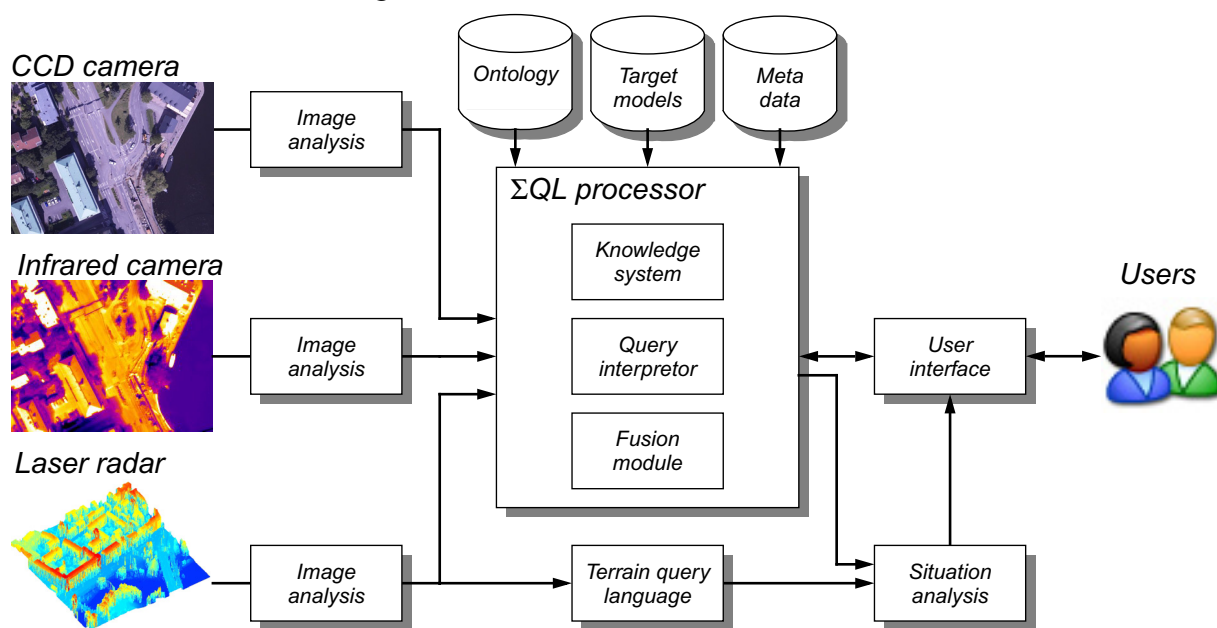 CCD camera
Image
analysis
Ontology
Target
models
Meta
data
ΣQL processor
Knowledge
system
Query
interpretor
Fusion
module
Infrared camera
Image
analysis
User
interface
Users
Laser radar
Image
analysis
Terrain query
language
Situation
analysis